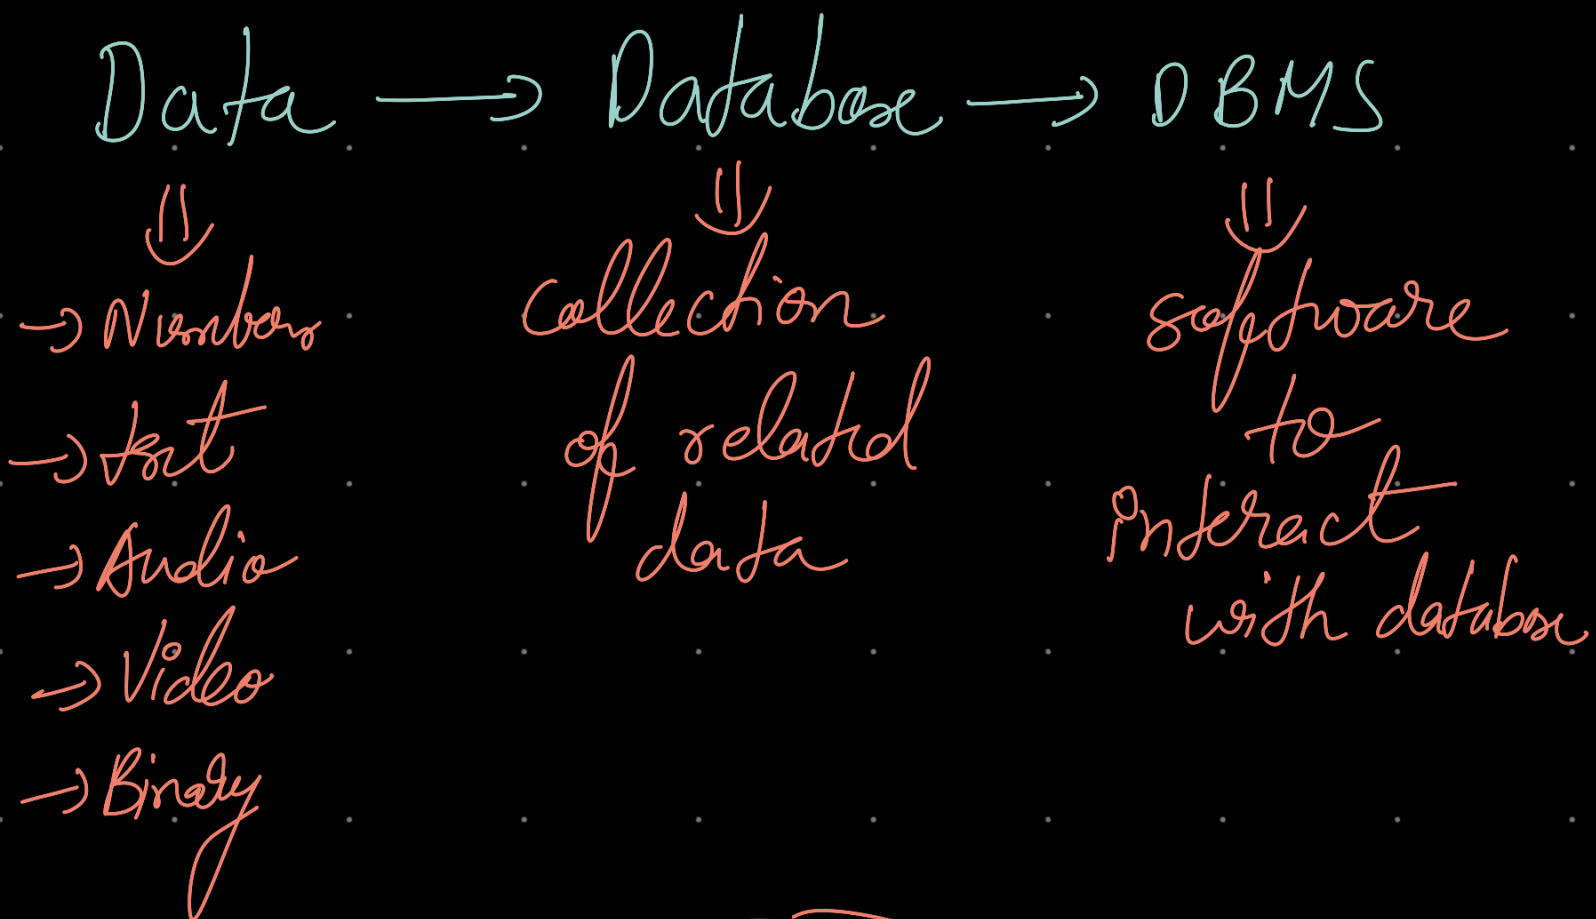 Data → Database → DBMS
→ Numbers
→ Text
→ Audio
→ Video
→ Binary
collection
of related
data
software
to
interact
with database